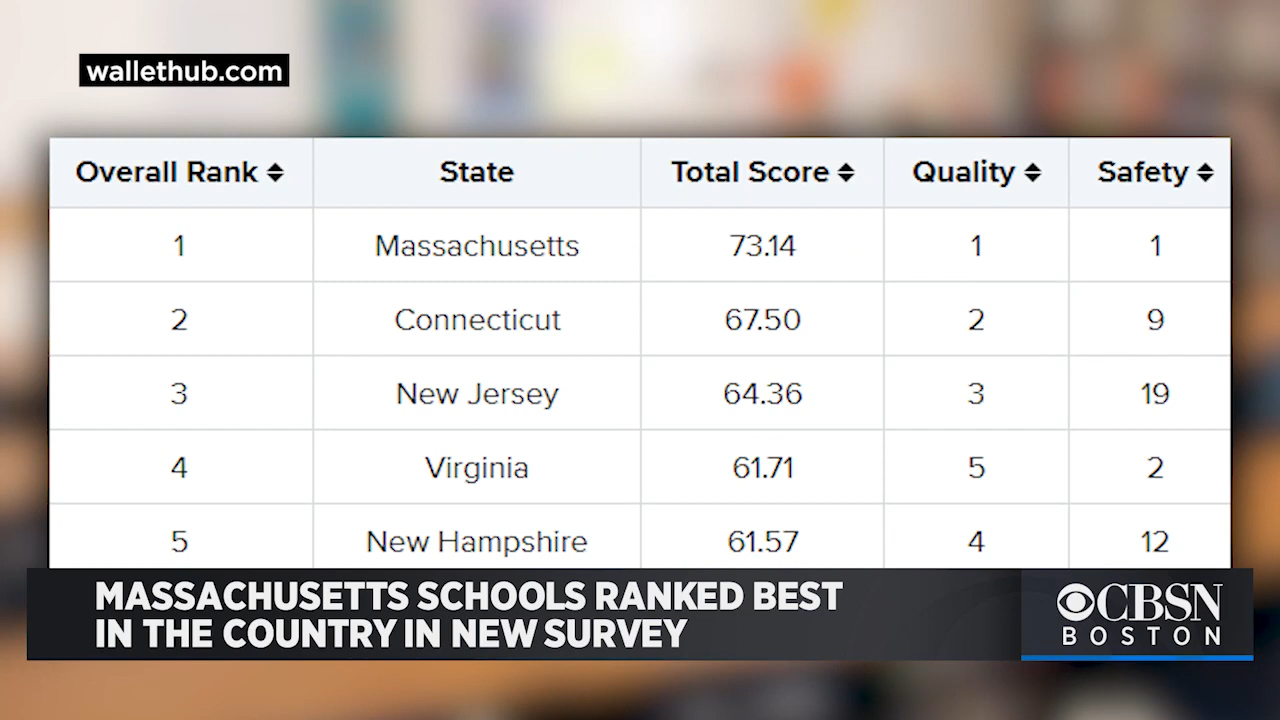 wallethub.com
Overall Rank State Total Score Quality Safety
1 Massachusetts 73.14 1 1
2 Connecticut 67.50 2 9
3 New Jersey 64.36 3 19
4 Virginia 61.71 5 2
5 New Hampshire 61.57 4 12
MASSACHUSETTS SCHOOLS RANKED BEST
IN THE COUNTRY IN NEW SURVEY
CBSN
BOSTON